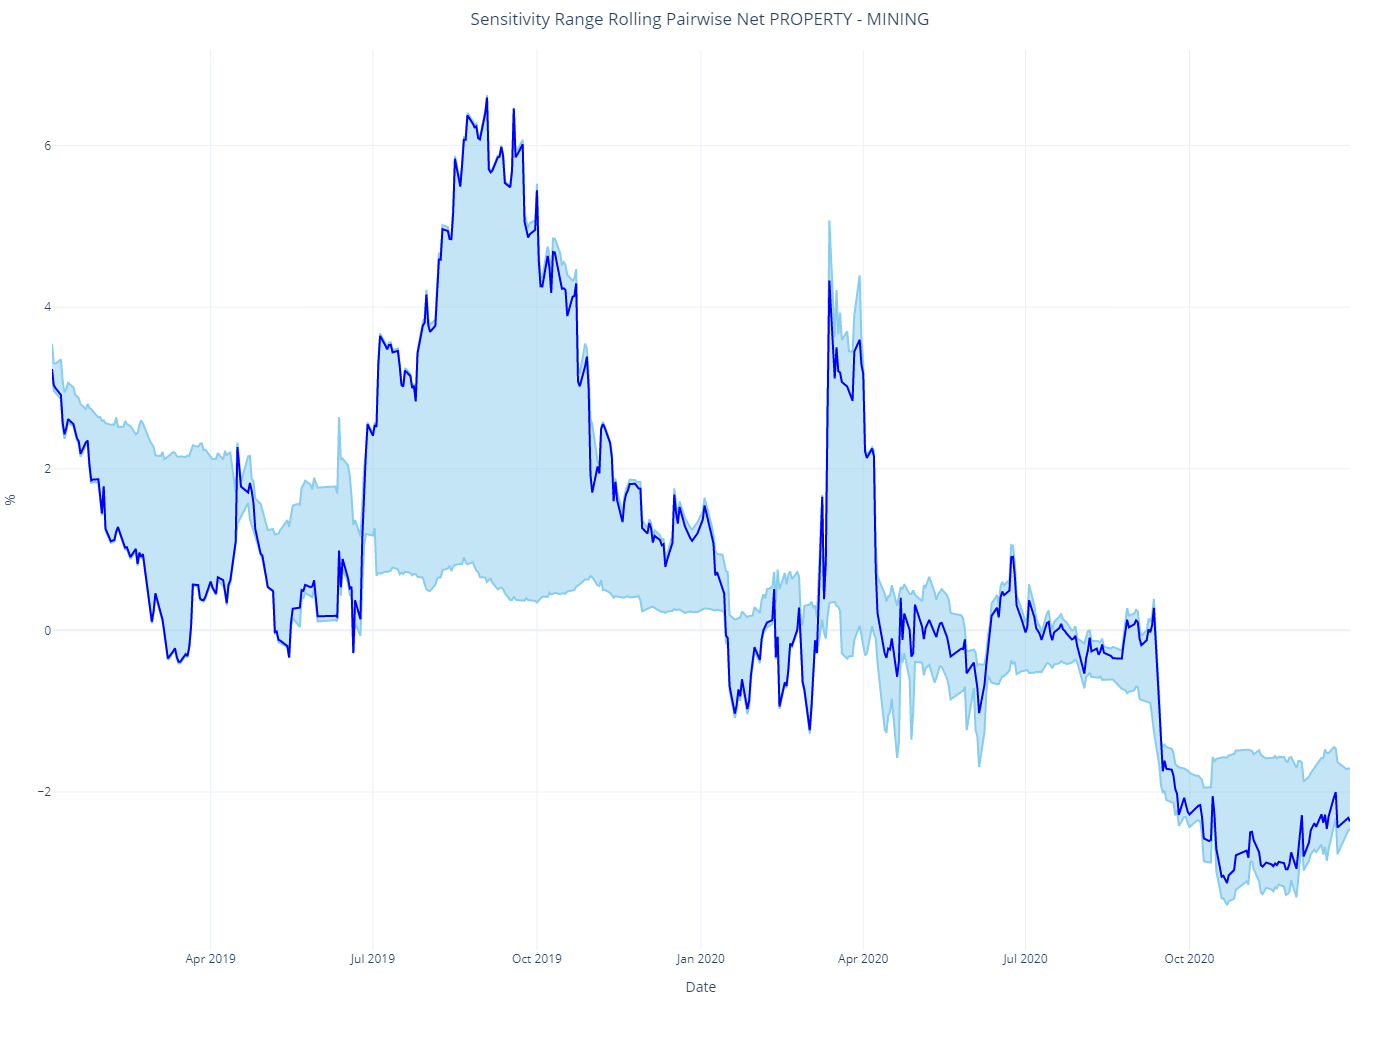 Sensitivity Range Rolling Pairwise Net PROPERTY - MINING
6
4
2
0
−2
%
Apr 2019
Jul 2019
Oct 2019
Jan 2020
Apr 2020
Jul 2020
Oct 2020
Date